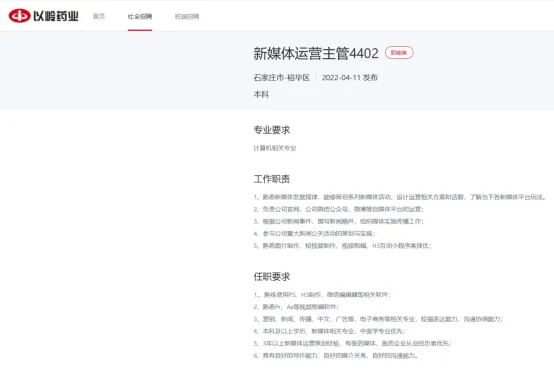 以岭药业 首页 社会招聘 校园招聘
新媒体运营主管4402 职能类
石家庄市-裕华区 2022-04-11 发布
本科
专业要求
计算机相关专业
工作职责
1、熟悉新媒体发展规律，能够策划系列新媒体活动，设计运营相关方案和话题，了解当下各新媒体平台玩法。
2、负责公司官网、公司微信公众号、微博等自媒体平台的运营；
3、根据公司新闻事件，撰写新闻稿件，组织媒体实施传播工作；
4、参与公司重大新闻公关活动的策划与实施；
5、熟悉图片制作、短视频制作、视频剪辑、H5互动小程序者择优；
任职要求
1、熟练使用PS、H5制作、微信编辑器等相关软件；
2、熟悉Pr、Ae等视频剪辑软件；
3、营销、新闻、传播、中文、广告等、电子商务等相关专业，较强表达能力，沟通协调能力；
4、本科及以上学历，新媒体相关专业、中医学专业优先；
5、3年以上新媒体运营策划经验，有医药媒体、医药企业从业经历者优先；
6、具有良好的写作能力，良好的媒介关系，良好的沟通能力。